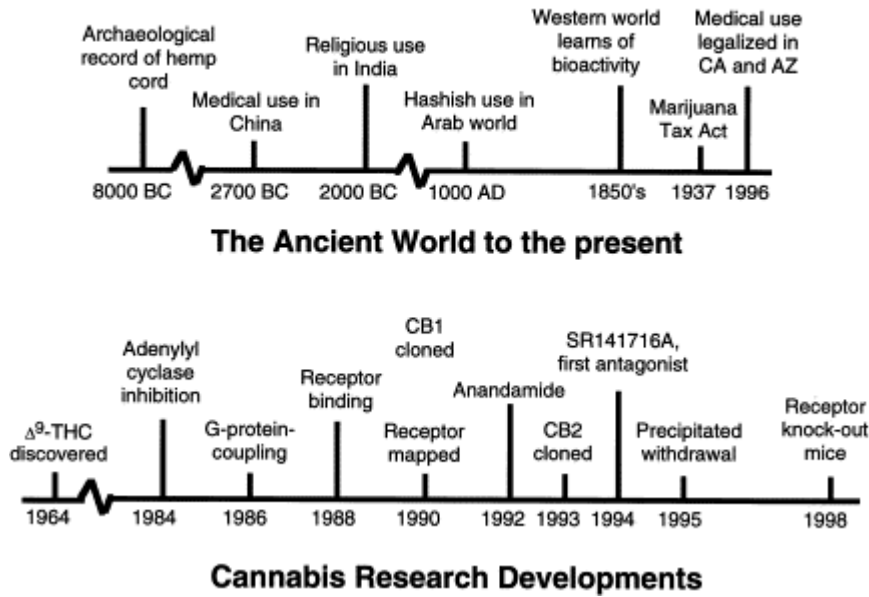 Archaeological
record of hemp
cord
Medical use in
China
Religious use
in India
Hashish use in
Arab world
Western world
learns of
bioactivity
Marijuana
Tax Act
Medical use
legalized in
CA and AZ
8000 BC
2700 BC
2000 BC
1000 AD
1850's
1937
1996
The Ancient World to the present
Δ⁹-THC
discovered
Adenylyl
cyclase
inhibition
G-protein-
coupling
Receptor
binding
CB1
cloned
Receptor
mapped
Anandamide
CB2
cloned
SR141716A,
first antagonist
Precipitated
withdrawal
Receptor
knock-out
mice
1964
1984
1986
1988
1990
1992
1993
1994
1995
1998
Cannabis Research Developments